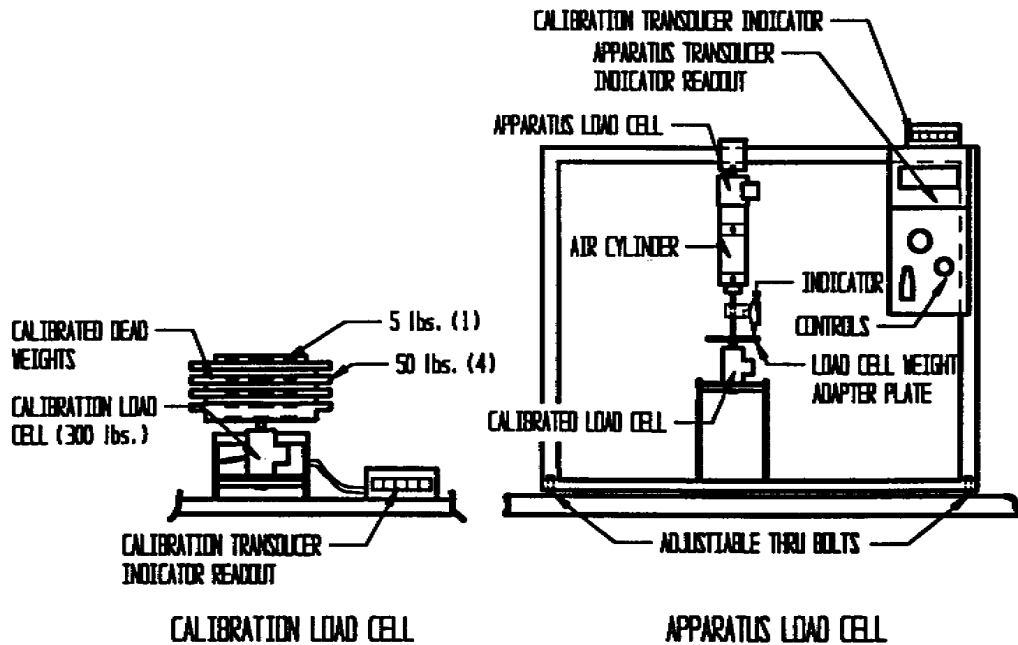 CALIBRATION TRANSDUCER INDICATOR
APPARATUS TRANSDUCER
INDICATOR READOUT
APPARATUS LOAD CELL
AIR CYLINDER
INDICATOR
CONTROLS
LOAD CELL WEIGHT
ADAPTER PLATE
CALIBRATED LOAD CELL
ADJUSTIABLE THRU BOLTS
APPARATUS LOAD CELL
5 lbs. (1)
CALIBRATED DEAD
WEIGHTS
50 lbs. (4)
CALIBRATION LOAD
CELL (300 lbs.)
CALIBRATION TRANSDUCER
INDICATOR READOUT
CALIBRATION LOAD CELL